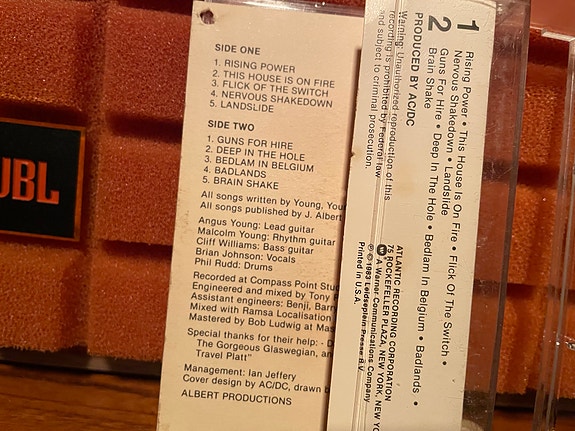 JBL
SIDE ONE
1. RISING POWER
2. THIS HOUSE IS ON FIRE
3. FLICK OF THE SWITCH
4. NERVOUS SHAKEDOWN
5. LANDSLIDE
SIDE TWO
1. GUNS FOR HIRE
2. DEEP IN THE HOLE
3. BEDLAM IN BELGIUM
4. BADLANDS
5. BRAIN SHAKE
All songs written by Young, You
All songs published by J. Albert
Angus Young: Lead guitar
Malcolm Young: Rhythm guitar
Cliff Williams: Bass guitar
Brian Johnson: Vocals
Phil Rudd: Drums
Recorded at Compass Point Stu
Engineered and mixed by Tony
Assistant engineers: Benji, Barr
Mixed with Ramsa Localisation
Mastered by Bob Ludwig at Mas
Special thanks for their help: - D
The Gorgeous Glaswegian, an
Travel Platt"
Management: Ian Jeffery
Cover design by AC/DC, drawn b
ALBERT PRODUCTIONS
1 Rising Power • This House Is On Fire • Flick Of The Switch •
Nervous Shakedown • Landslide
2 Guns For Hire • Deep In The Hole • Bedlam In Belgium • Badlands •
Brain Shake
PRODUCED BY AC/DC
Warning: Unauthorized reproduction of this
recording is prohibited by Federal law
and subject to criminal prosecution.
ATLANTIC RECORDING CORPORATION
75 ROCKEFELLER PLAZA, NEW YORK, NEW YO
A Warner Communications Company
℗ © 1983 Leidseplein Presse B.V.
Printed in U.S.A.